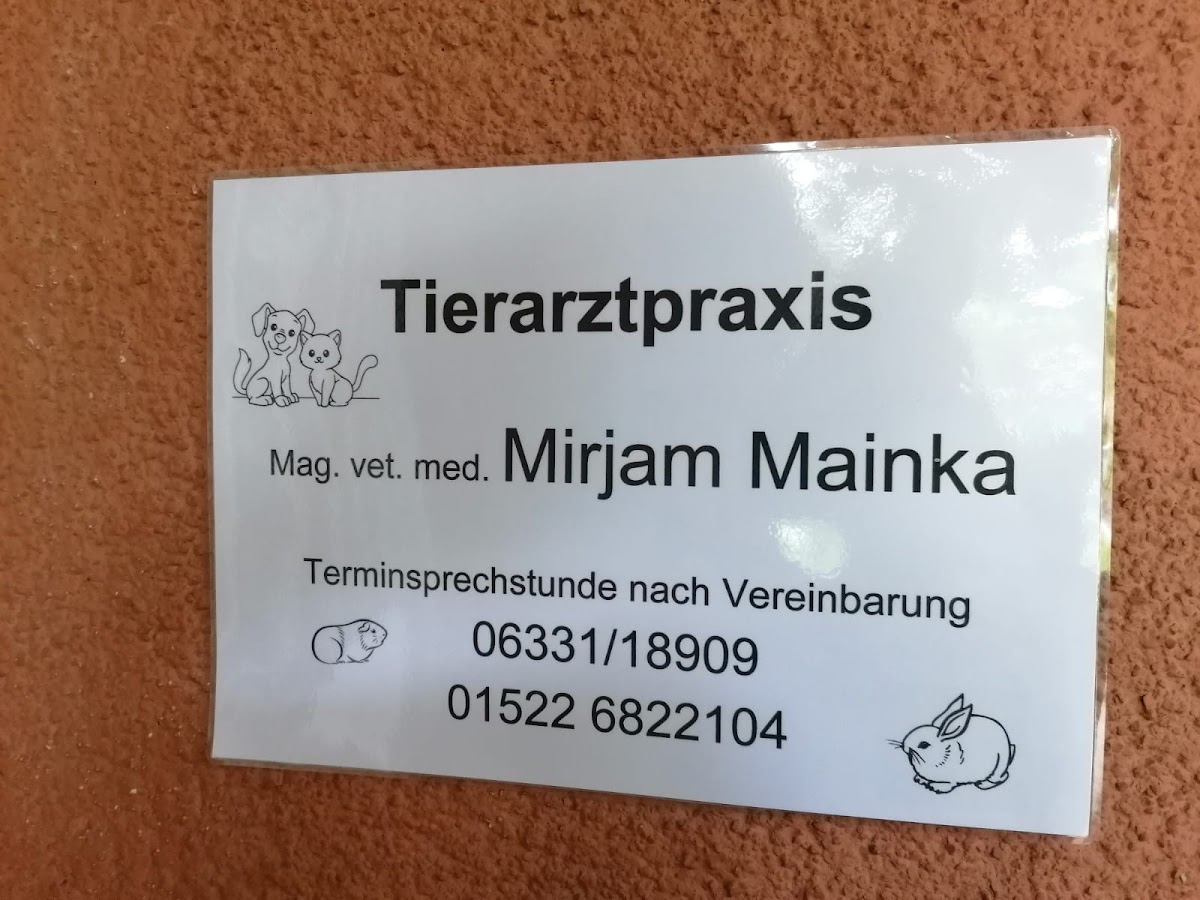 Tierarztpraxis
Mag. vet. med. Mirjam Mainka
Terminsprechstunde nach Vereinbarung
06331/18909
01522 6822104